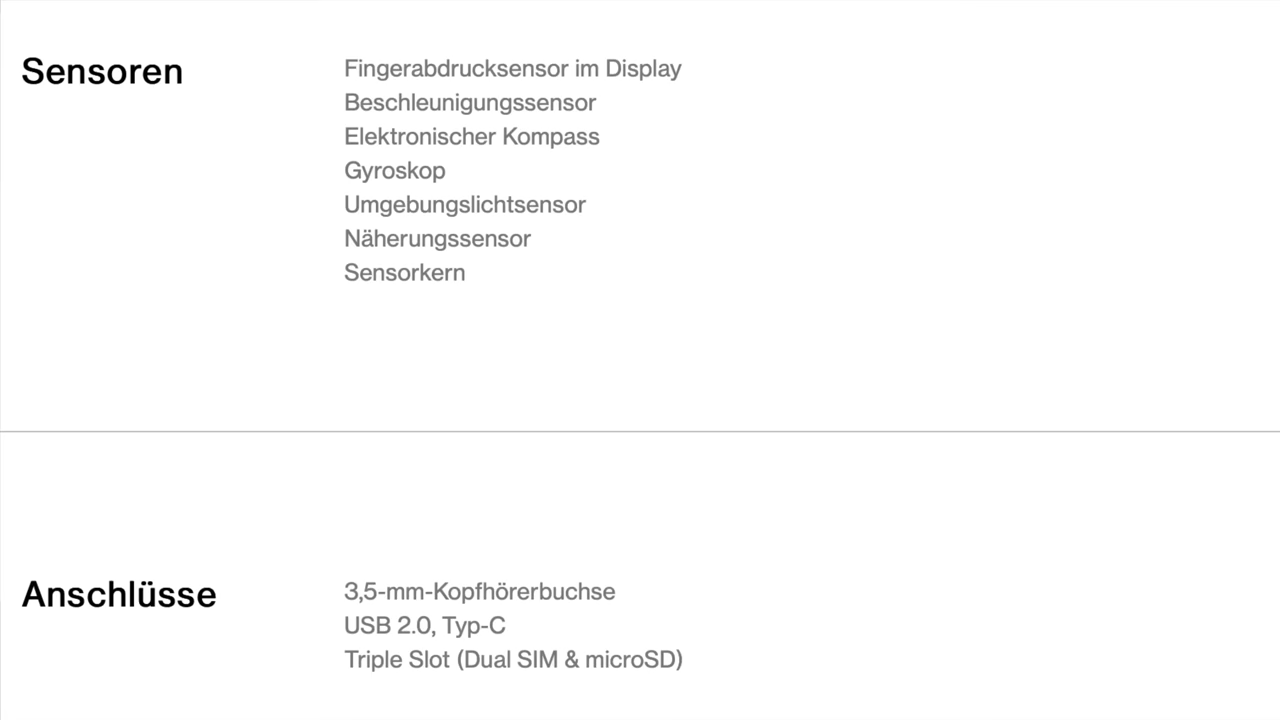 Sensoren
Fingerabdrucksensor im Display
Beschleunigungssensor
Elektronischer Kompass
Gyroskop
Umgebungslichtsensor
Näherungssensor
Sensorkern
Anschlüsse
3,5-mm-Kopfhörerbuchse
USB 2.0, Typ-C
Triple Slot (Dual SIM & microSD)